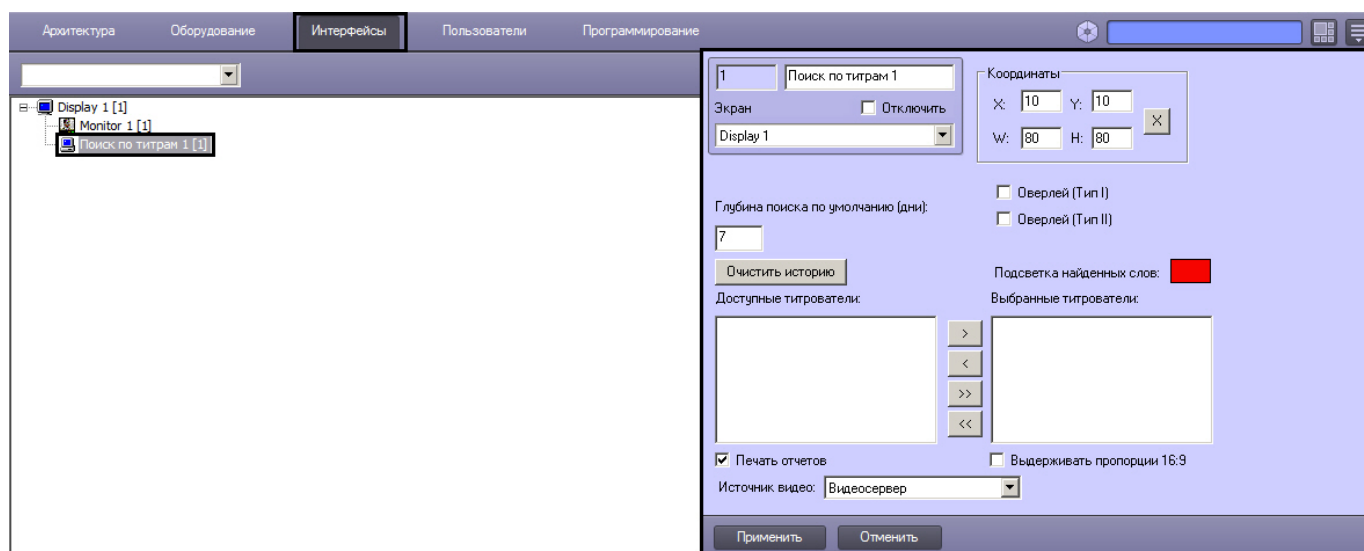 Архитектура Оборудование Интерфейсы Пользователи Программирование
Display 1 [1]
Monitor 1 [1]
Поиск по титрам 1 [1]
1 Поиск по титрам 1
Экран Отключить
Display 1
Координаты
X: 10 Y: 10
W: 80 H: 80
X
Оверлей (Тип I)
Оверлей (Тип II)
Глубина поиска по умолчанию (дни):
7
Очистить историю Подсветка найденных слов:
Доступные титрователи: Выбранные титрователи:
>
<
>>
<<
Печать отчетов Выдерживать пропорции 16:9
Источник видео: Видеосервер
Применить Отменить